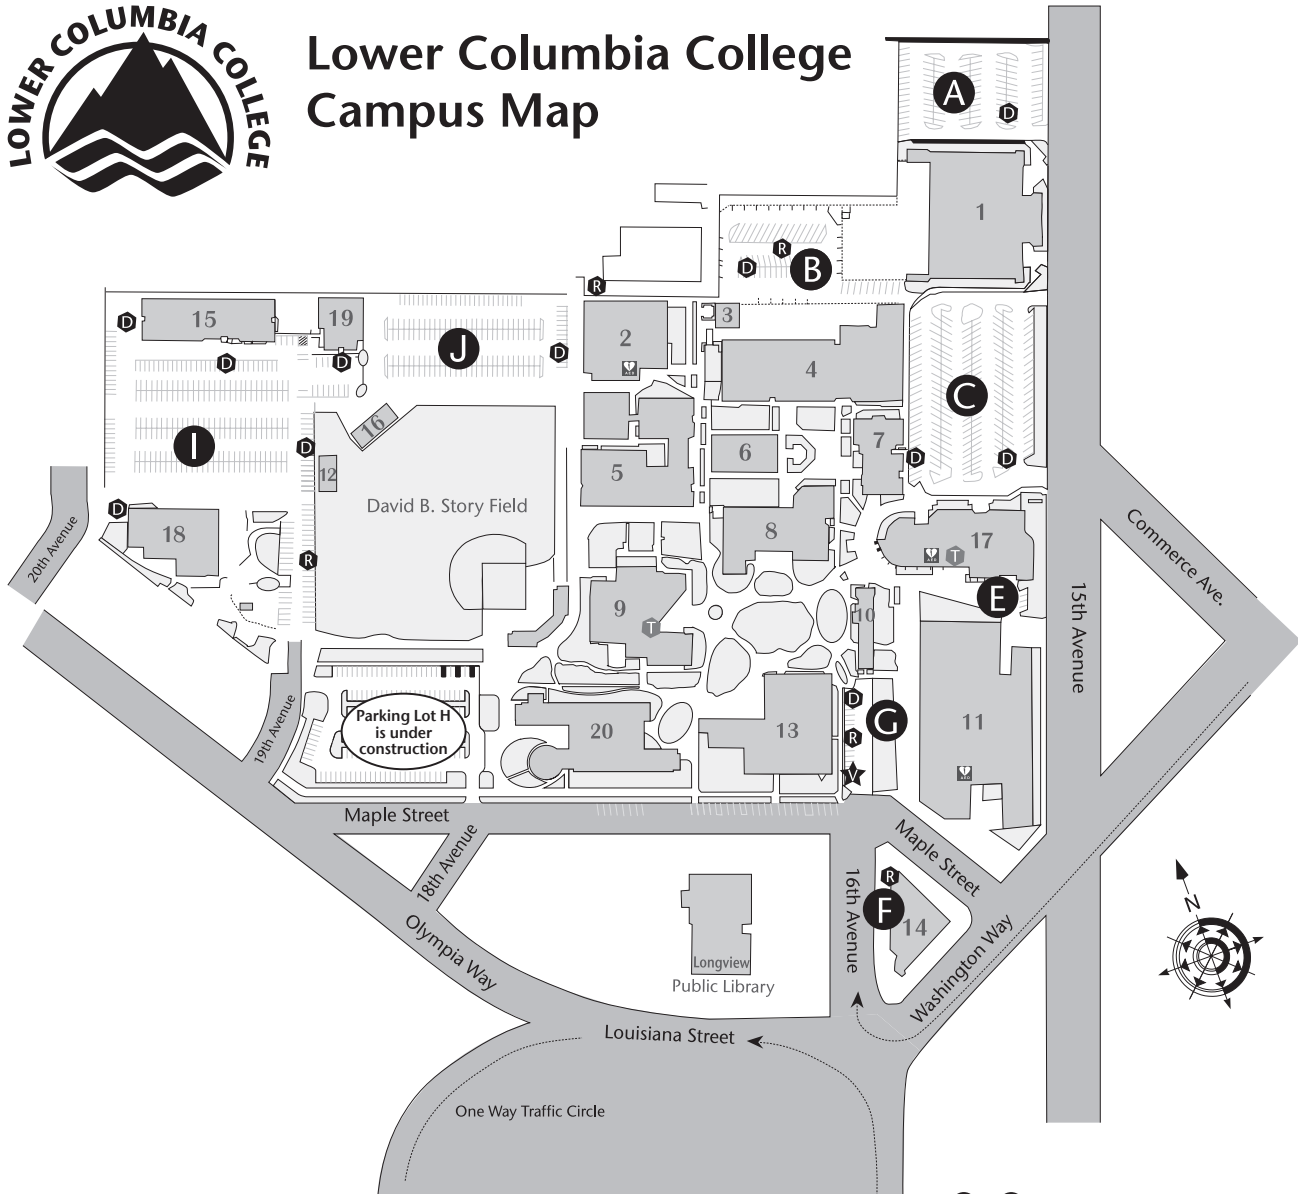 LOWER COLUMBIA COLLEGE
Lower Columbia College
Campus Map
A
D
1
R
D
B
R
15
19
D
D
D
J
D
2
3
4
C
I
D
16
12
5
6
7
D
D
David B. Story Field
D
18
R
8
17
T
E
20th Avenue
Commerce Ave.
15th Avenue
9
T
10
19th Avenue
Parking Lot H
is under
construction
20
13
D
R
V
G
11
Maple Street
18th Avenue
Maple Street
16th Avenue
R
F
14
Olympia Way
Longview
Public Library
Washington Way
N
Louisiana Street
One Way Traffic Circle